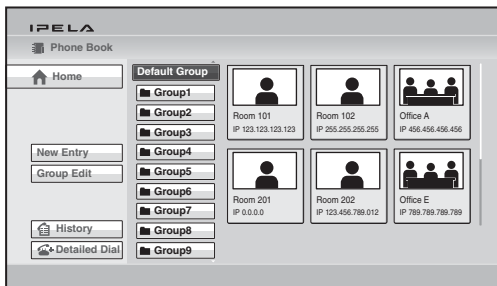 IPELA
Phone Book
Home
New Entry
Group Edit
History
Detailed Dial
Default Group
Group1
Group2
Group3
Group4
Group5
Group6
Group7
Group8
Group9
Room 101
IP 123.123.123.123
Room 102
IP 255.255.255.255
Office A
IP 456.456.456.456
Room 201
IP 0.0.0.0
Room 202
IP 123.456.789.012
Office E
IP 789.789.789.789